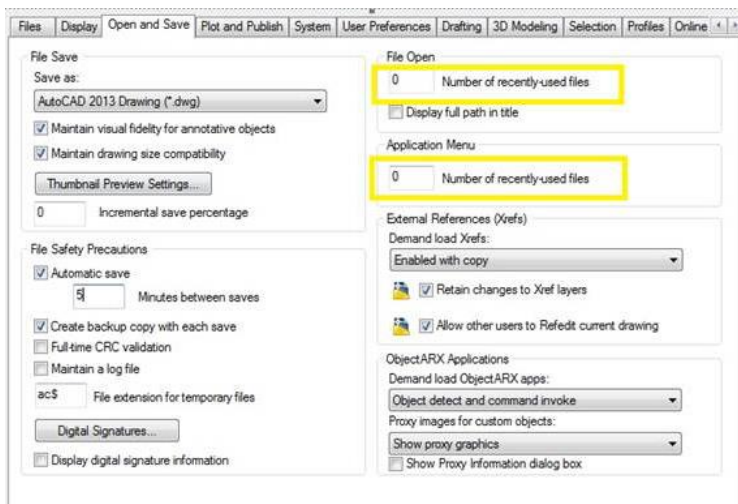 Files Display Open and Save Plot and Publish System User Preferences Drafting 3D Modeling Selection Profiles Online
File Save
Save as:
AutoCAD 2013 Drawing (*.dwg)
Maintain visual fidelity for annotative objects
Maintain drawing size compatibility
Thumbnail Preview Settings...
0 Incremental save percentage
File Safety Precautions
Automatic save
5 Minutes between saves
Create backup copy with each save
Full-time CRC validation
Maintain a log file
ac$ File extension for temporary files
Digital Signatures...
Display digital signature information
File Open
0 Number of recently-used files
Display full path in title
Application Menu
0 Number of recently-used files
External References (Xrefs)
Demand load Xrefs:
Enabled with copy
Retain changes to Xref layers
Allow other users to Refedit current drawing
ObjectARX Applications
Demand load ObjectARX apps:
Object detect and command invoke
Proxy images for custom objects:
Show proxy graphics
Show Proxy Information dialog box